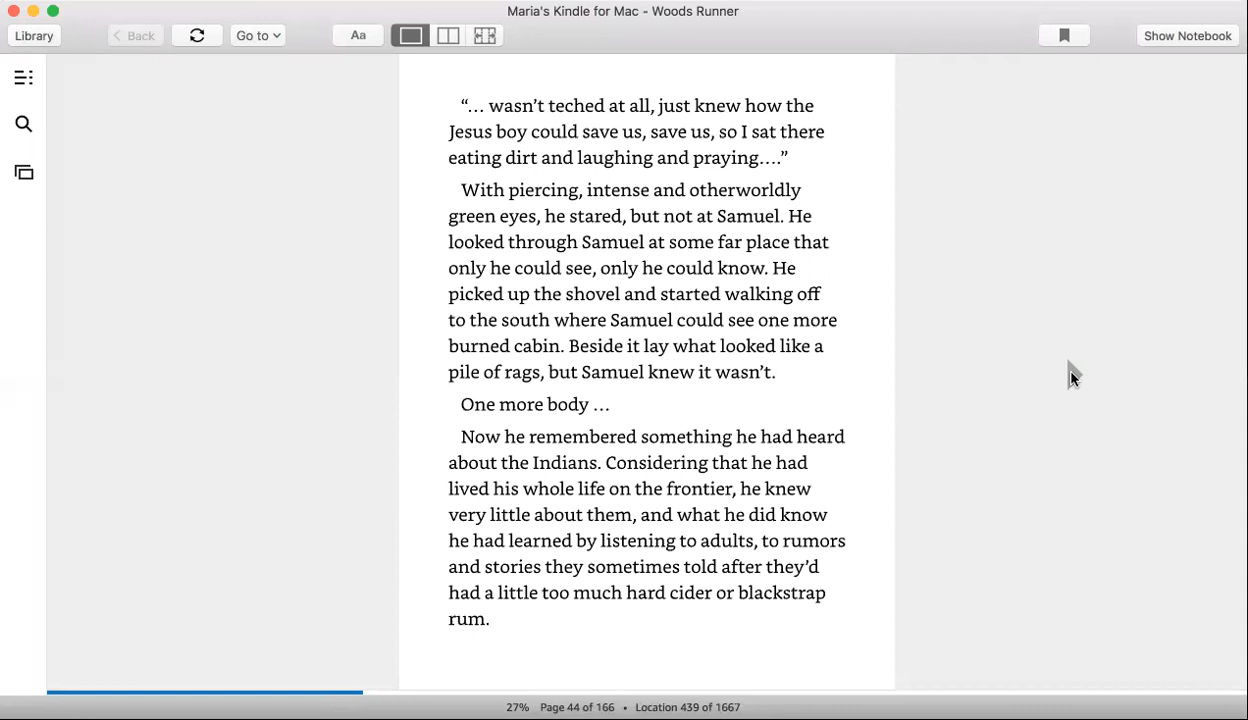 Maria's Kindle for Mac - Woods Runner
Library
Back
Go to
Aa
Show Notebook
“… wasn’t teched at all, just knew how the
Jesus boy could save us, save us, so I sat there
eating dirt and laughing and praying….”
With piercing, intense and otherworldly
green eyes, he stared, but not at Samuel. He
looked through Samuel at some far place that
only he could see, only he could know. He
picked up the shovel and started walking off
to the south where Samuel could see one more
burned cabin. Beside it lay what looked like a
pile of rags, but Samuel knew it wasn’t.
One more body …
Now he remembered something he had heard
about the Indians. Considering that he had
lived his whole life on the frontier, he knew
very little about them, and what he did know
he had learned by listening to adults, to rumors
and stories they sometimes told after they’d
had a little too much hard cider or blackstrap
rum.
27% Page 44 of 166 • Location 439 of 1667